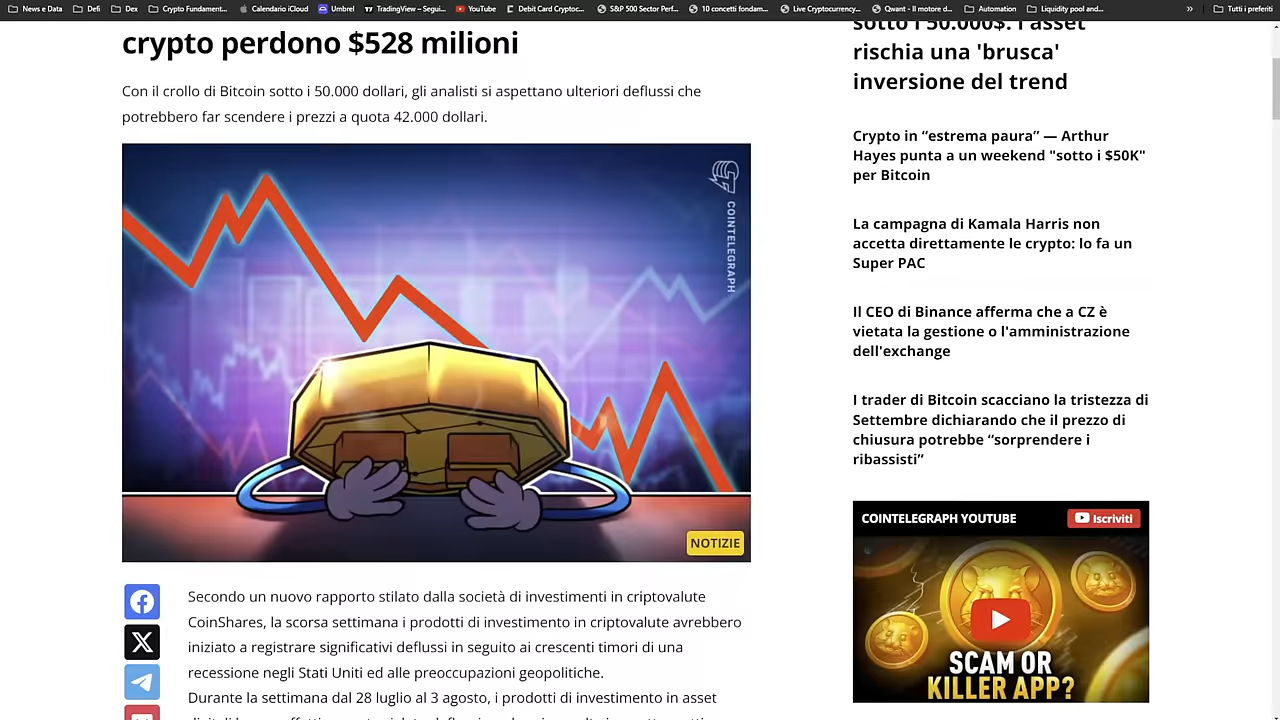 News e Data
Defi
Dex
Crypto Fundament...
Calendario iCloud
Umbrel
TradingView – Segui...
YouTube
Debit Card Cryptoc...
S&P 500 Sector Perf...
10 concetti fondam...
Live Cryptocurrency...
Qwant - Il motore d...
Automation
Liquidity pool and...
»
Tutti i preferiti
crypto perdono $528 milioni
Con il crollo di Bitcoin sotto i 50.000 dollari, gli analisti si aspettano ulteriori deflussi che
potrebbero far scendere i prezzi a quota 42.000 dollari.
COINTELEGRAPH
NOTIZIE
Secondo un nuovo rapporto stilato dalla società di investimenti in criptovalute
CoinShares, la scorsa settimana i prodotti di investimento in criptovalute avrebbero
iniziato a registrare significativi deflussi in seguito ai crescenti timori di una
recessione negli Stati Uniti ed alle preoccupazioni geopolitiche.
Durante la settimana dal 28 luglio al 3 agosto, i prodotti di investimento in asset
sotto i 50.000$: l'asset
rischia una 'brusca'
inversione del trend
Crypto in “estrema paura” — Arthur
Hayes punta a un weekend "sotto i $50K"
per Bitcoin
La campagna di Kamala Harris non
accetta direttamente le crypto: lo fa un
Super PAC
Il CEO di Binance afferma che a CZ è
vietata la gestione o l'amministrazione
dell'exchange
I trader di Bitcoin scacciano la tristezza di
Settembre dichiarando che il prezzo di
chiusura potrebbe “sorprendere i
ribassisti”
COINTELEGRAPH YOUTUBE
Iscriviti
SCAM OR
KILLER APP?